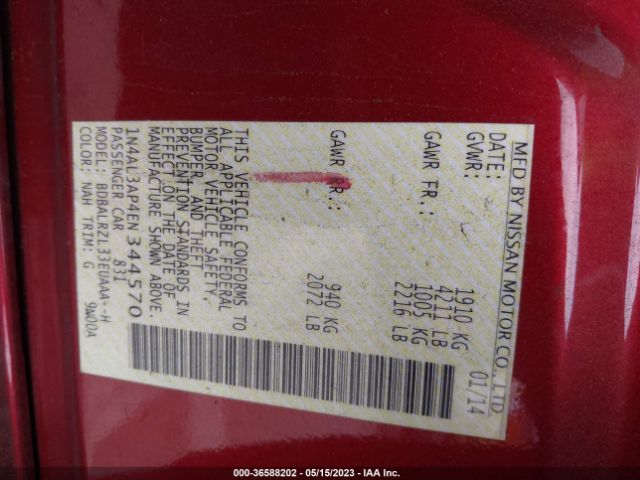 MFD BY NISSAN MOTOR CO., LTD.
DATE: 01/14
GVWR: 1910 KG
4211 LB
GAWR FR.: 1005 KG
2216 LB
GAWR RR.: 940 KG
2072 LB
THIS VEHICLE CONFORMS TO
ALL APPLICABLE FEDERAL
MOTOR VEHICLE SAFETY,
BUMPER, AND THEFT
PREVENTION STANDARDS IN
EFFECT ON THE DATE OF
MANUFACTURE SHOWN ABOVE.
1N4AL3AP4EN344570
PASSENGER CAR 831
MODEL: BDBALRZL33EUAAA--H
COLOR: NAH TRIM: G 9N00A
000-36588202 - 05/15/2023 - IAA Inc.